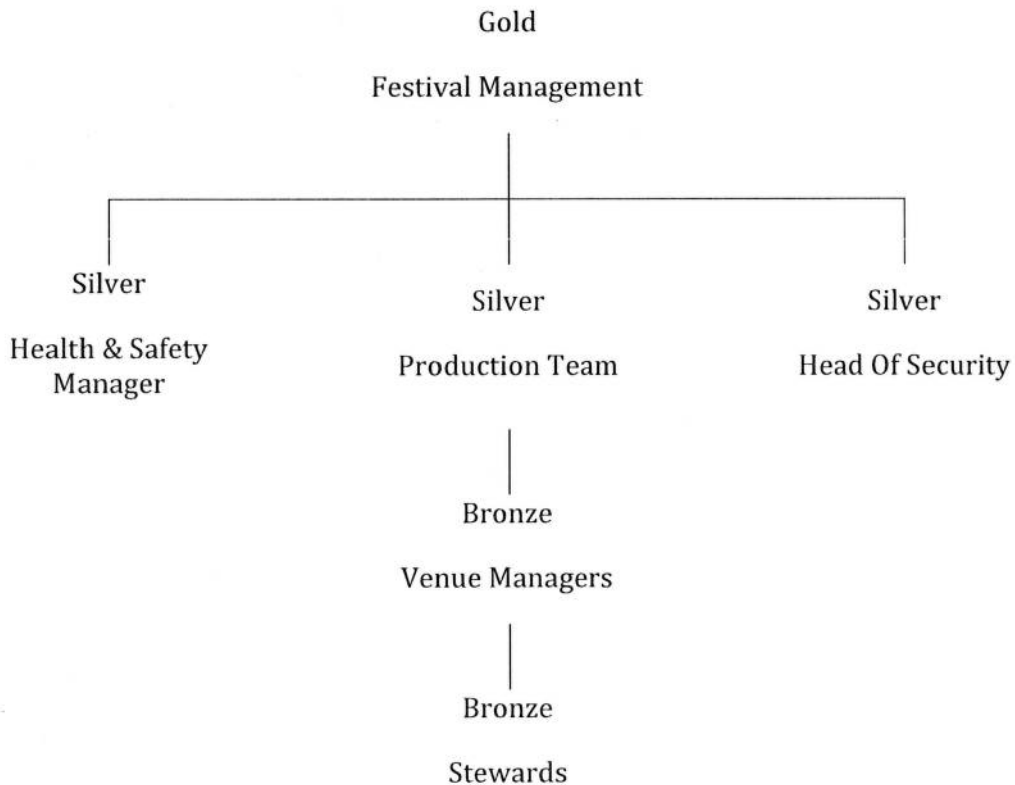 Gold
Festival Management
Silver
Health & Safety
Manager
Silver
Production Team
Silver
Head Of Security
Bronze
Venue Managers
Bronze
Stewards